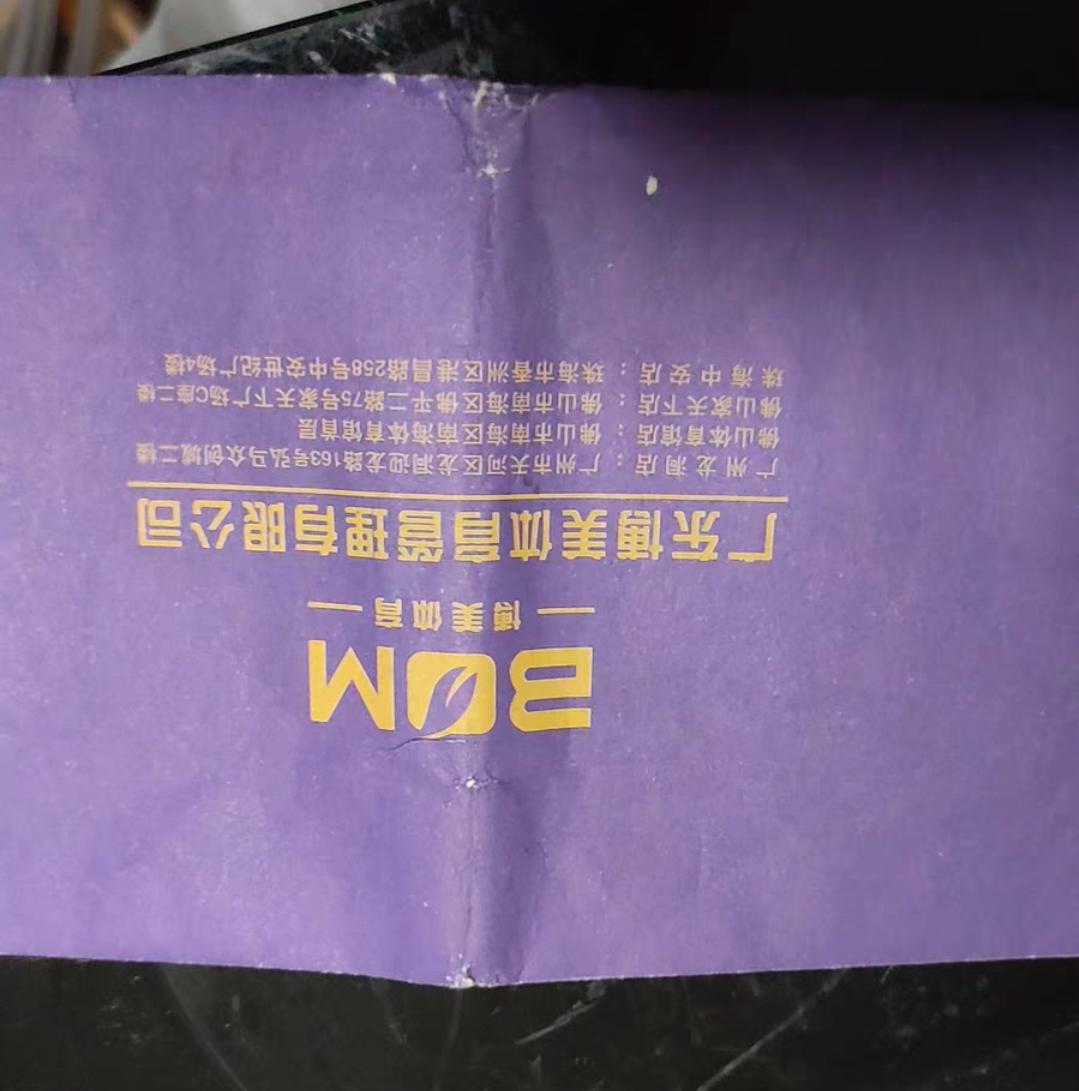 BOM
博美体育
广东博美体育管理有限公司
广州龙洞店：广州市天河区龙洞迎龙路163号弘马众创城二楼
佛山体育馆店：佛山市南海区南海体育馆首层
佛山家天下店：佛山市南海区佛平二路75号家天下广场C座二楼
珠海中安店：珠海市香洲区港昌路258号中安世纪广场4楼